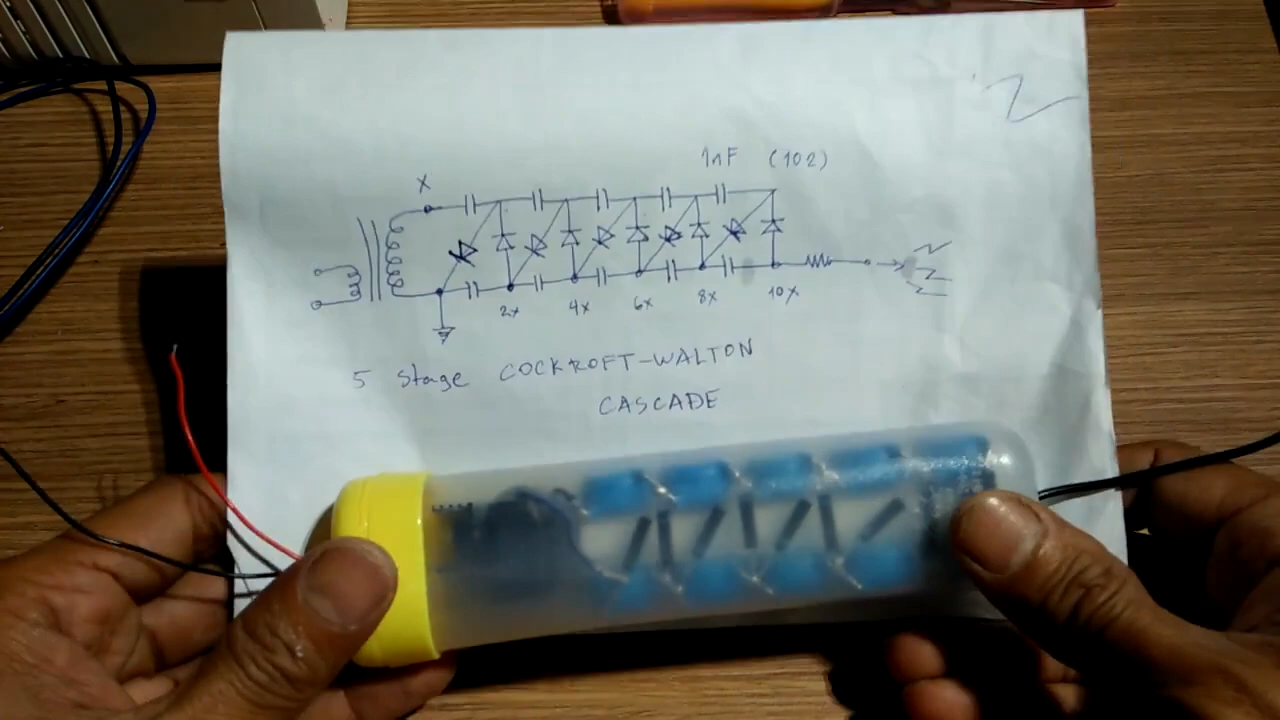 1nF (102)
X
2x 4x 6x 8x 10x
5 Stage COCKROFT-WALTON
CASCADE